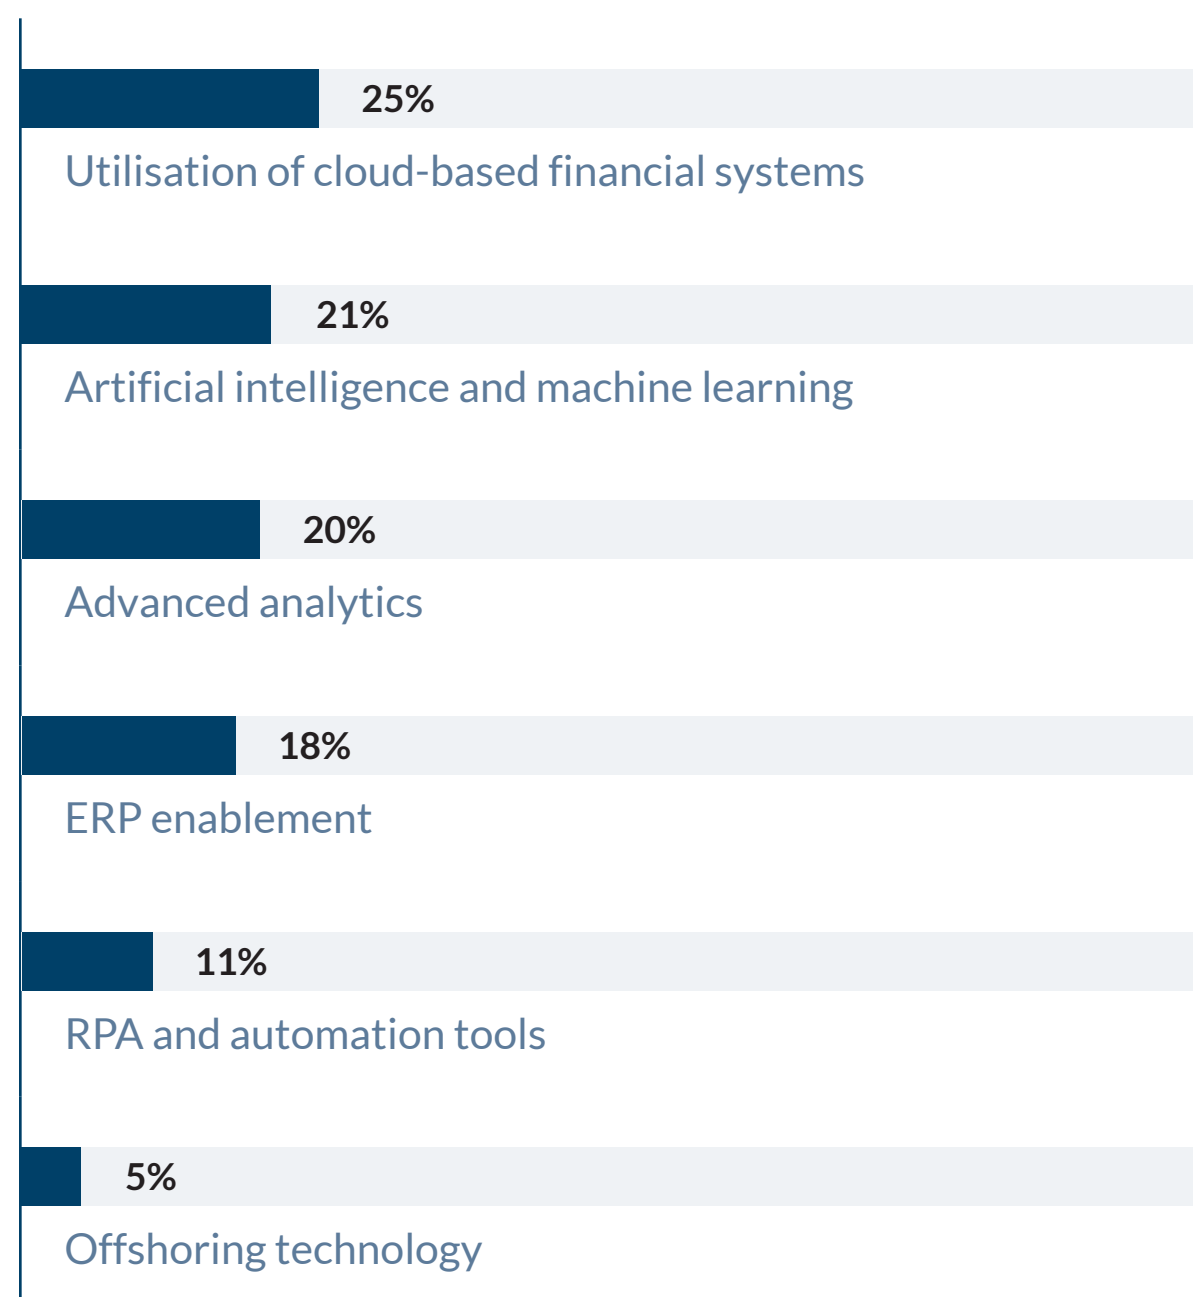 25%
Utilisation of cloud-based financial systems
21%
Artificial intelligence and machine learning
20%
Advanced analytics
18%
ERP enablement
11%
RPA and automation tools
5%
Offshoring technology